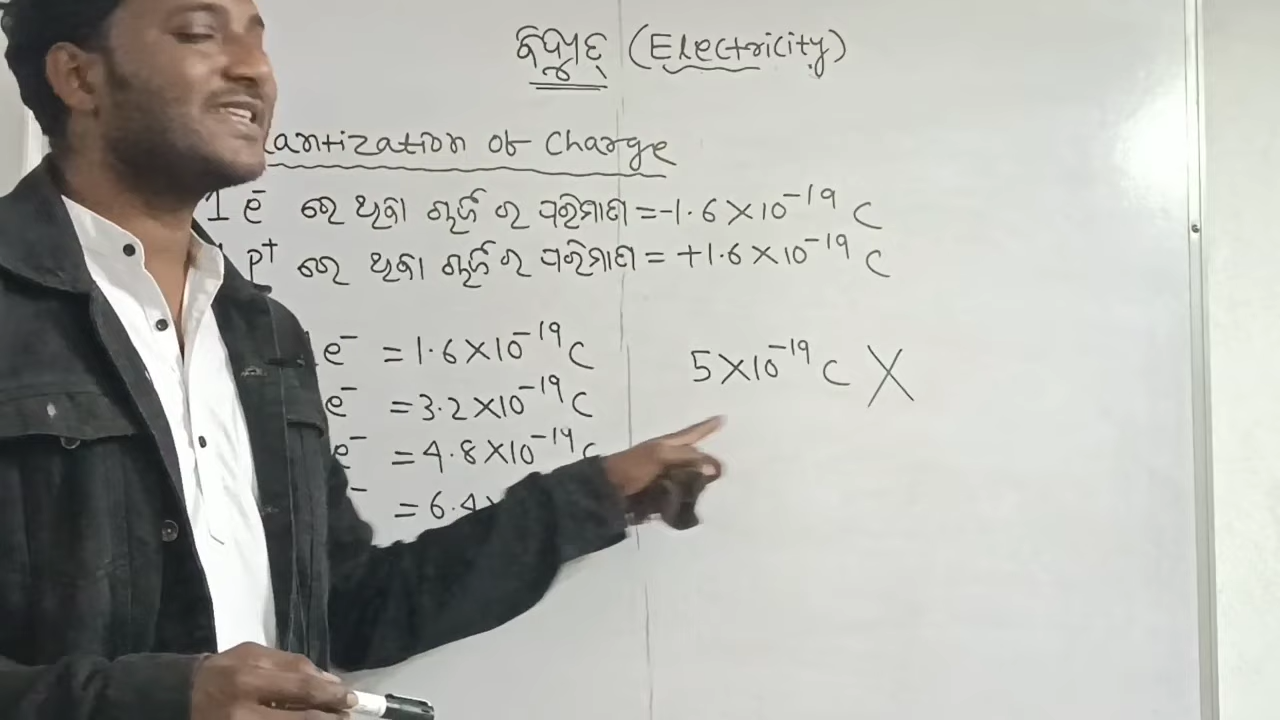 ବିଦ୍ୟୁତ୍ (Electricity)
antization of Charge
1 e⁻ ରେ ଥିବା ଚାର୍ଜ ର ପରିମାଣ = -1.6×10⁻¹⁹ C
P⁺ ରେ ଥିବା ଚାର୍ଜ ର ପରିମାଣ = +1.6×10⁻¹⁹ C
1e⁻ = 1.6×10⁻¹⁹ C
5×10⁻¹⁹ C ×
e⁻ = 3.2×10⁻¹⁹ C
e⁻ = 4.8×10⁻¹⁹ C
⁻ = 6.4×